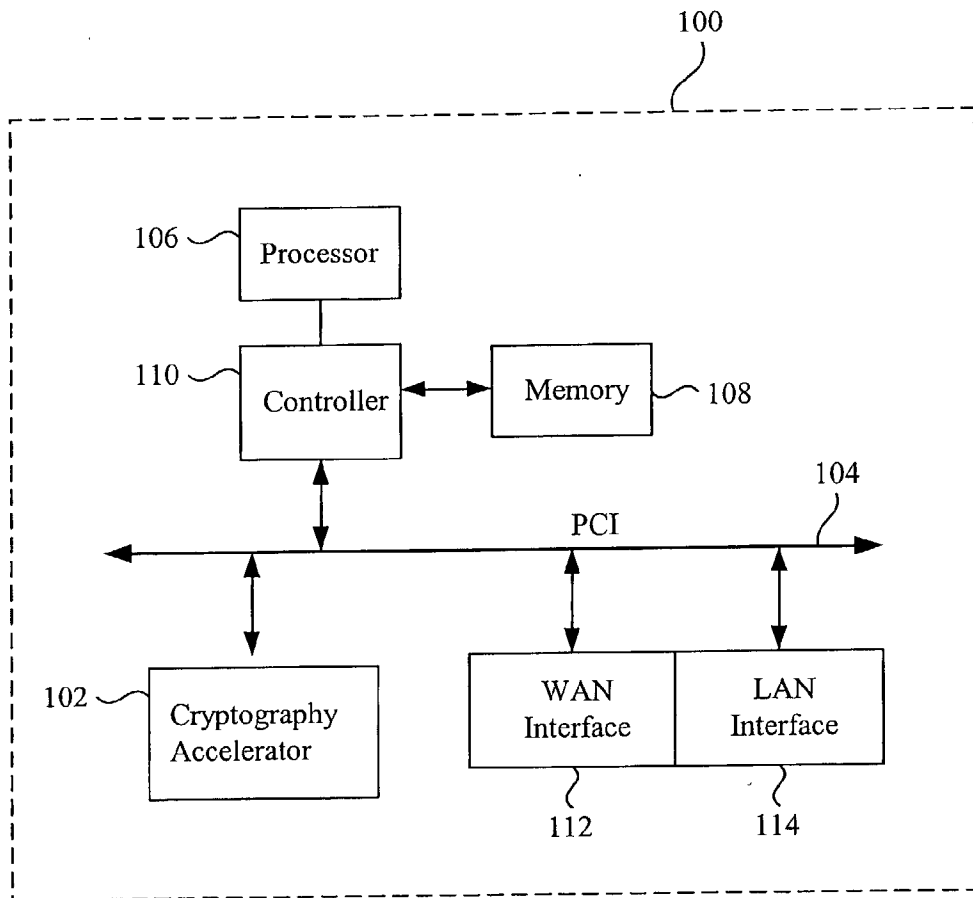 100
106
Processor
110
Controller
Memory
108
104
PCI
102
Cryptography
Accelerator
WAN
Interface
LAN
Interface
112
114